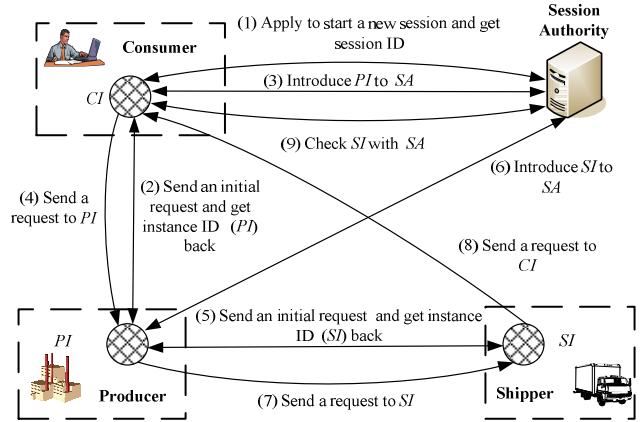 (1) Apply to start a new session and get
session ID
Session
Authority
Consumer
CI
(3) Introduce PI to SA
(9) Check SI with SA
(6) Introduce SI to
SA
(4) Send a
request to PI
(2) Send an initial
request and get
instance ID (PI)
back
(8) Send a request to
CI
(5) Send an initial request and get instance
ID (SI) back
PI
SI
Producer
Shipper
(7) Send a request to SI